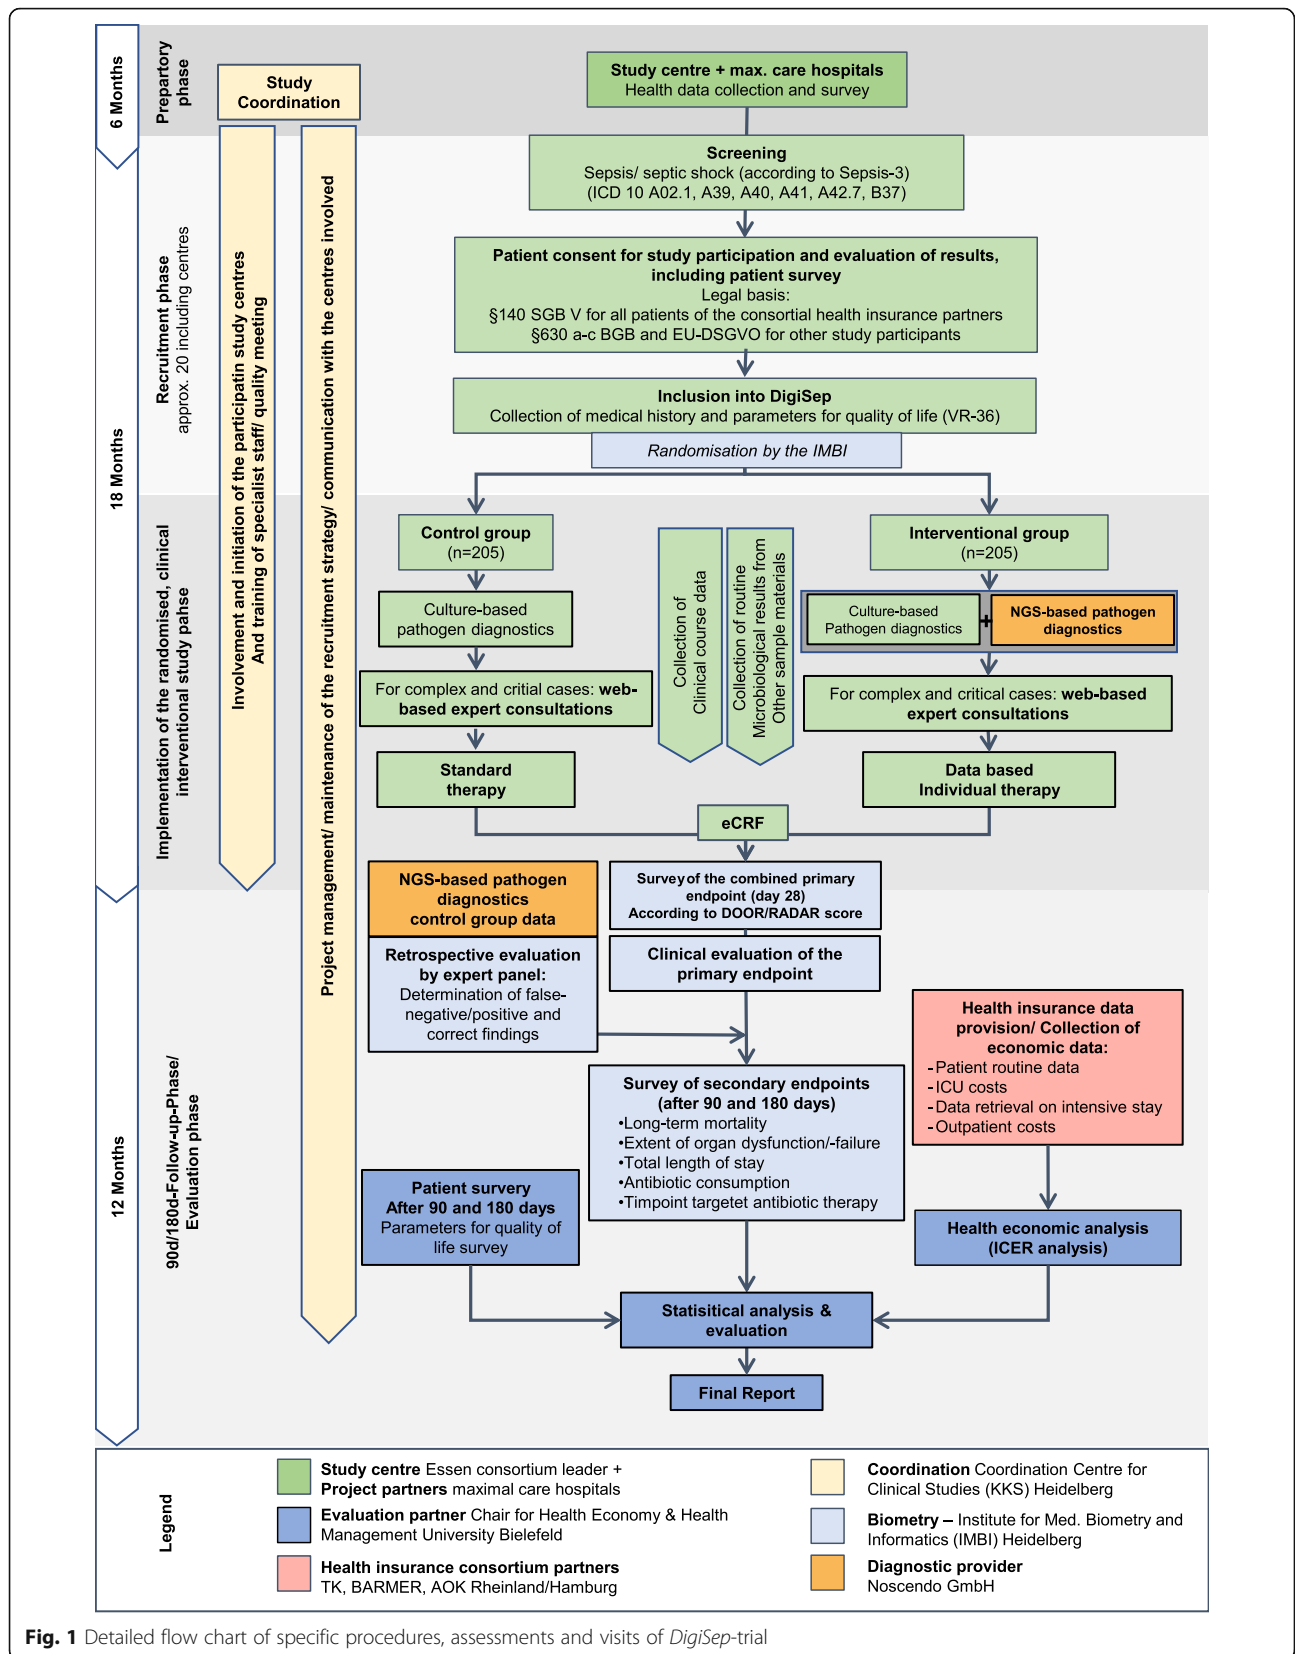 6 Months
Prepartory
phase
Study
Coordination
Study centre + max. care hospitals
Health data collection and survey
18 Months
Recruitment phase
approx. 20 including centres
Involvement and initiation of the participatin study centres
And training of specialist staff/ quality meeting
Project management/ maintenance of the recruitment strategy/ communication with the centres involved
Screening
Sepsis/ septic shock (according to Sepsis-3)
(ICD 10 A02.1, A39, A40, A41, A42.7, B37)
Patient consent for study participation and evaluation of results,
including patient survey
Legal basis:
§140 SGB V for all patients of the consortial health insurance partners
§630 a-c BGB and EU-DSGVO for other study participants
Inclusion into DigiSep
Collection of medical history and parameters for quality of life (VR-36)
Randomisation by the IMBI
Implementation of the randomised, clinical
interventional study pahse
Control group
(n=205)
Culture-based
pathogen diagnostics
For complex and critial cases: web-
based expert consultations
Standard
therapy
Collection of
Clinical course data
Collection of routine
Microbiological results from
Other sample materials
Interventional group
(n=205)
Culture-based
Pathogen diagnostics
+
NGS-based pathogen
diagnostics
For complex and critical cases: web-based
expert consultations
Data based
Individual therapy
eCRF
12 Months
90d/180d-Follow-up-Phase/
Evaluation phase
NGS-based pathogen
diagnostics
control group data
Retrospective evaluation
by expert panel:
Determination of false-
negative/positive and
correct findings
Survey of the combined primary
endpoint (day 28)
According to DOOR/RADAR score
Clinical evaluation of the
primary endpoint
Survey of secondary endpoints
(after 90 and 180 days)
•Long-term mortality
•Extent of organ dysfunction/-failure
•Total length of stay
•Antibiotic consumption
•Timpoint targetet antibiotic therapy
Health insurance data
provision/ Collection of
economic data:
-Patient routine data
-ICU costs
-Data retrieval on intensive stay
-Outpatient costs
Patient survery
After 90 and 180 days
Parameters for quality of
life survey
Health economic analysis
(ICER analysis)
Statisitical analysis &
evaluation
Final Report
Legend
Study centre Essen consortium leader +
Project partners maximal care hospitals
Evaluation partner Chair for Health Economy & Health
Management University Bielefeld
Health insurance consortium partners
TK, BARMER, AOK Rheinland/Hamburg
Coordination Coordination Centre for
Clinical Studies (KKS) Heidelberg
Biometry – Institute for Med. Biometry and
Informatics (IMBI) Heidelberg
Diagnostic provider
Noscendo GmbH
Fig. 1 Detailed flow chart of specific procedures, assessments and visits of DigiSep-trial